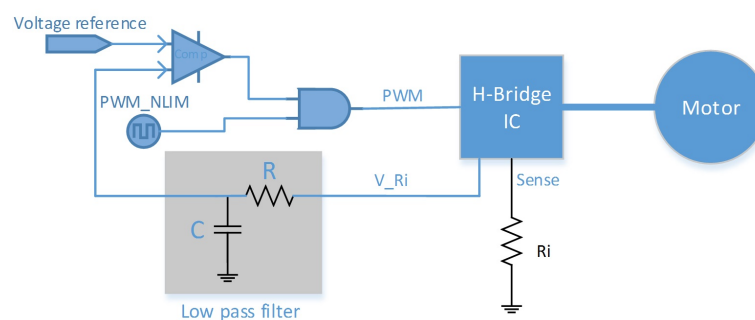 Voltage reference
Comp
PWM_NLIM
PWM
H-Bridge
IC
Motor
R
V_Ri
Sense
C
Ri
Low pass filter